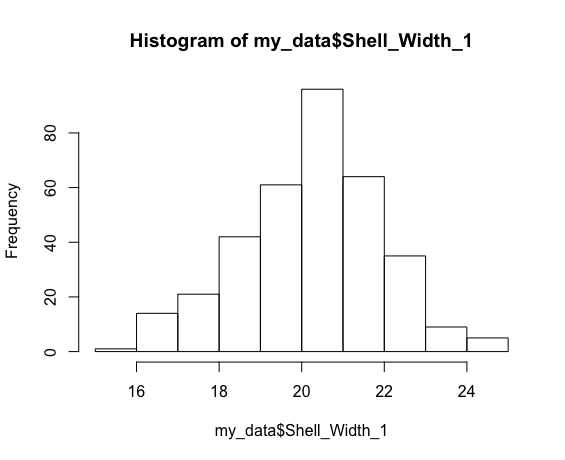 Histogram of my_data$Shell_Width_1
Frequency
80
60
40
20
0
16 18 20 22 24
my_data$Shell_Width_1